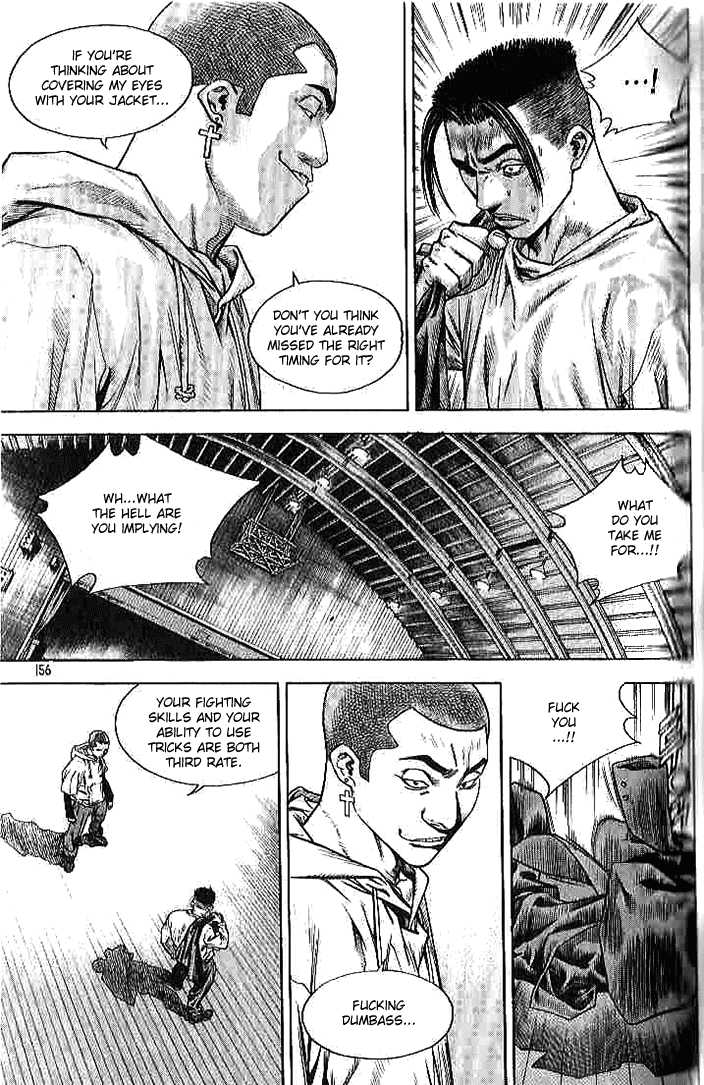 IF YOU'RE
THINKING ABOUT
COVERING MY EYES
WITH YOUR JACKET...
...!
DON'T YOU THINK
YOU'VE ALREADY
MISSED THE RIGHT
TIMING FOR IT?
WH...WHAT
THE HELL ARE
YOU IMPLYING!
WHAT
DO YOU
TAKE ME
FOR...!!
156
YOUR FIGHTING
SKILLS AND YOUR
ABILITY TO USE
TRICKS ARE BOTH
THIRD RATE.
FUCKING
DUMBASS...
FUCK
YOU
...!!